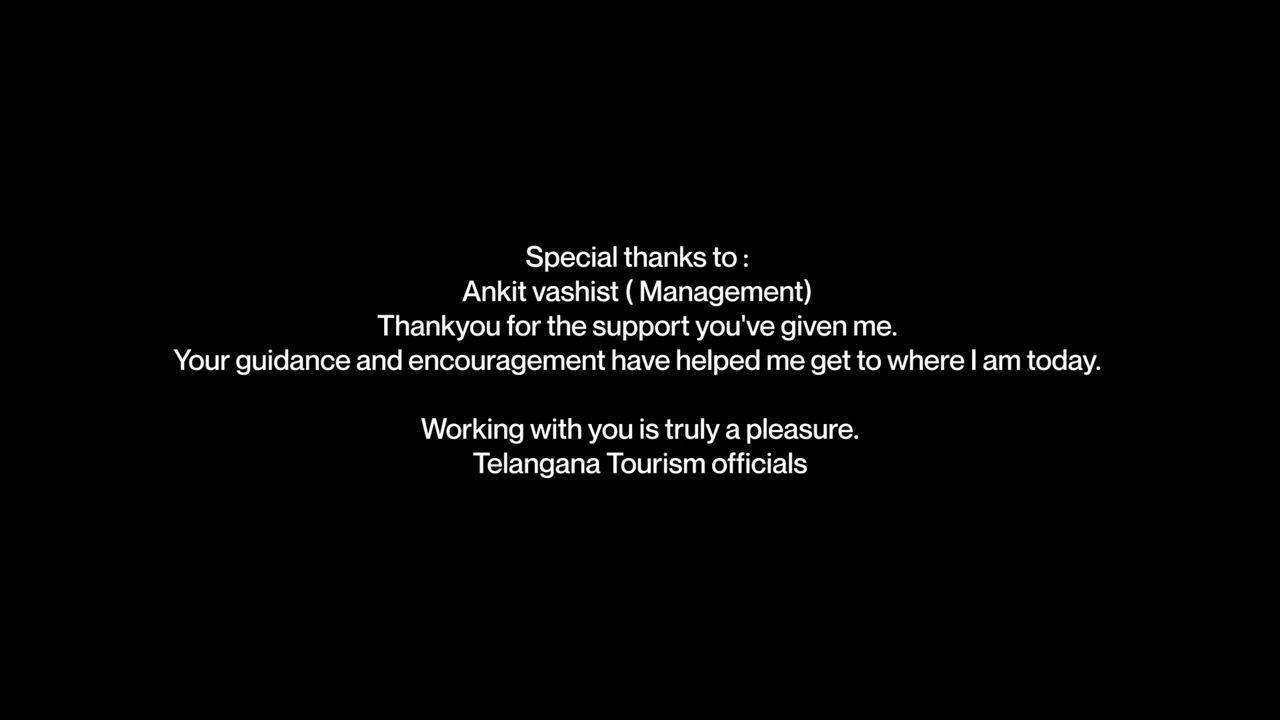 Special thanks to :
Ankit vashist ( Management)
Thankyou for the support you've given me.
Your guidance and encouragement have helped me get to where I am today.
Working with you is truly a pleasure.
Telangana Tourism officials